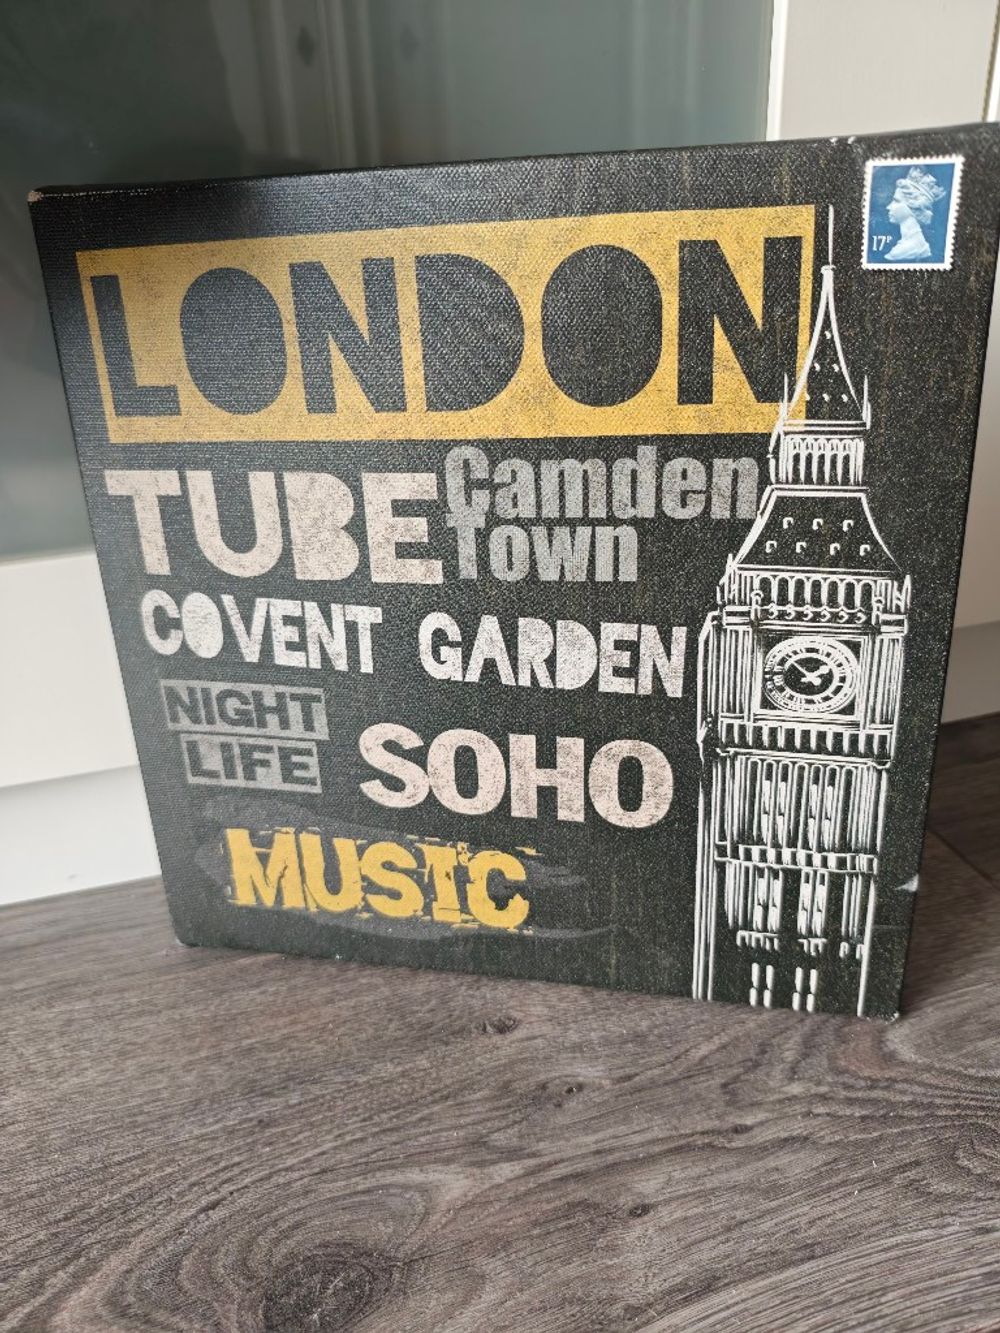 17P
LONDON
TUBE
Camden
Town
COVENT GARDEN
NIGHT
LIFE
SOHO
MUSIC